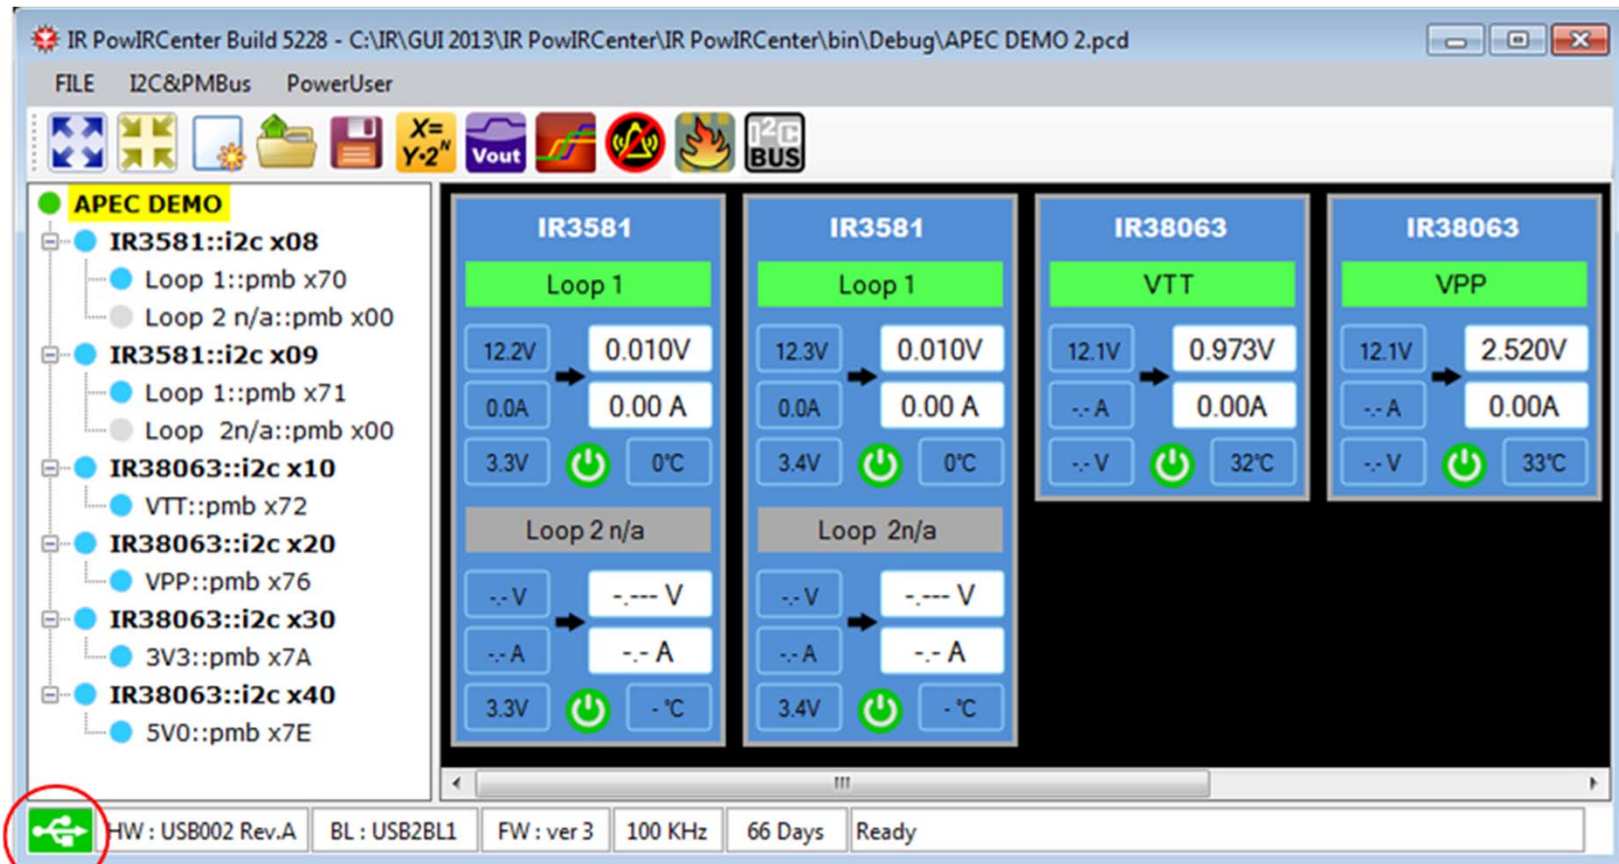 IR PowIRCenter Build 5228 - C:\IR\GUI 2013\IR PowIRCenter\IR PowIRCenter\bin\Debug\APEC DEMO 2.pcd
FILE I2C&PMBus PowerUser
X= Y·2^N Vout I2C BUS
APEC DEMO
IR3581::i2c x08
Loop 1::pmb x70
Loop 2 n/a::pmb x00
IR3581::i2c x09
Loop 1::pmb x71
Loop  2n/a::pmb x00
IR38063::i2c x10
VTT::pmb x72
IR38063::i2c x20
VPP::pmb x76
IR38063::i2c x30
3V3::pmb x7A
IR38063::i2c x40
5V0::pmb x7E
IR3581
Loop 1
12.2V 0.010V
0.0A 0.00 A
3.3V 0°C
Loop 2 n/a
-.- V -.--- V
-.- A -.- A
3.3V - °C
IR3581
Loop 1
12.3V 0.010V
0.0A 0.00 A
3.4V 0°C
Loop  2n/a
-.- V -.--- V
-.- A -.- A
3.4V - °C
IR38063
VTT
12.1V 0.973V
-.- A 0.00A
-.- V 32°C
IR38063
VPP
12.1V 2.520V
-.- A 0.00A
-.- V 33°C
HW : USB002 Rev.A BL : USB2BL1 FW : ver 3 100 KHz 66 Days Ready